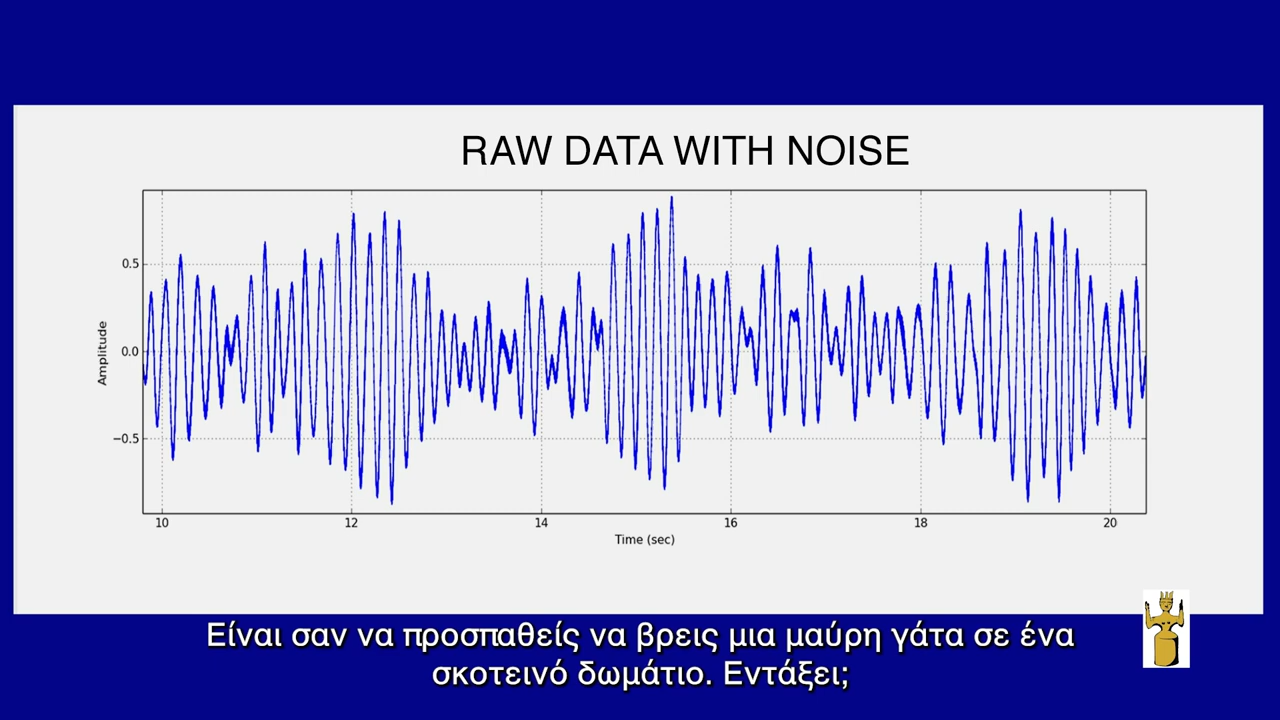 RAW DATA WITH NOISE
0.5
0.0
−0.5
Amplitude
10 12 14 16 18 20
Time (sec)
Είναι σαν να προσπαθείς να βρεις μια μαύρη γάτα σε ένα
σκοτεινό δωμάτιο. Εντάξει;